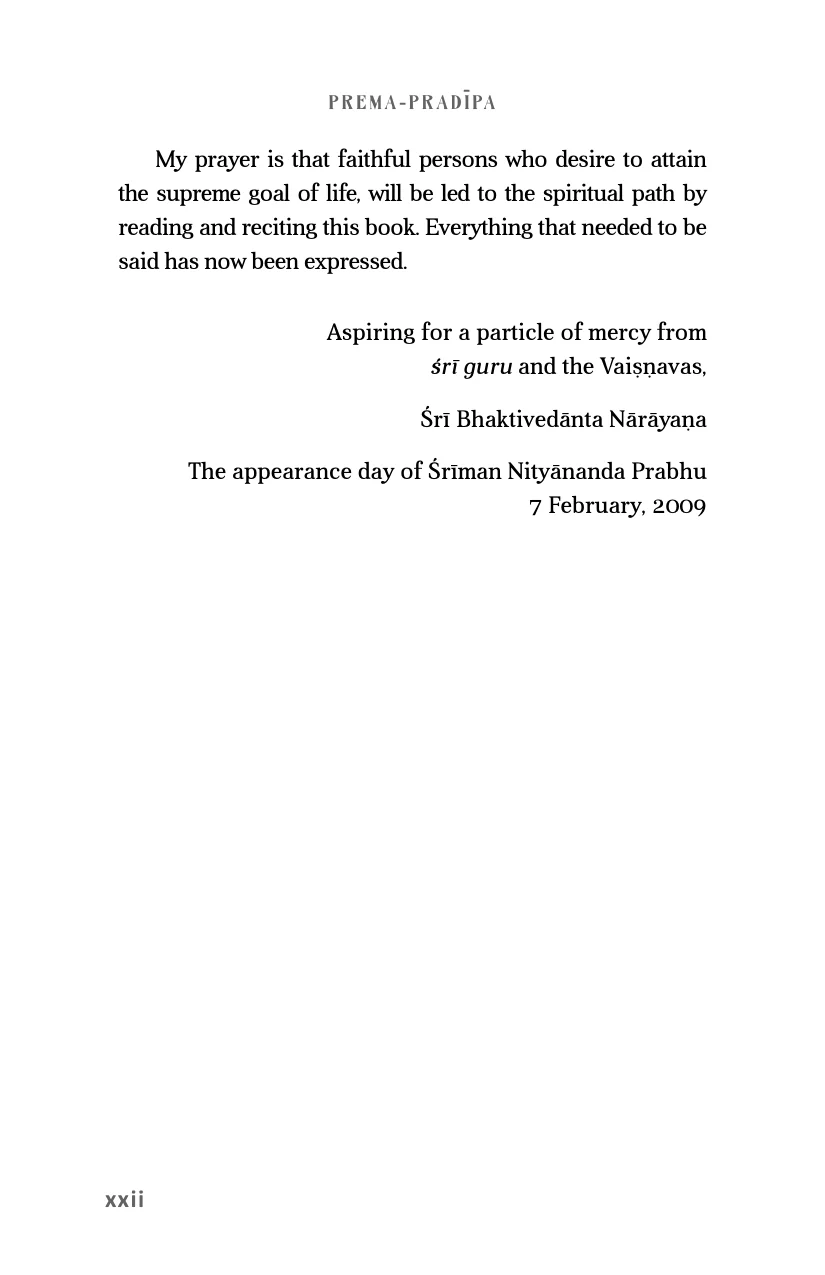 PREMA-PRADĪPA
My prayer is that faithful persons who desire to attain
the supreme goal of life, will be led to the spiritual path by
reading and reciting this book. Everything that needed to be
said has now been expressed.
Aspiring for a particle of mercy from
śrī guru and the Vaiṣṇavas,
Śrī Bhaktivedānta Nārāyaṇa
The appearance day of Śrīman Nityānanda Prabhu
7 February, 2009
xxii